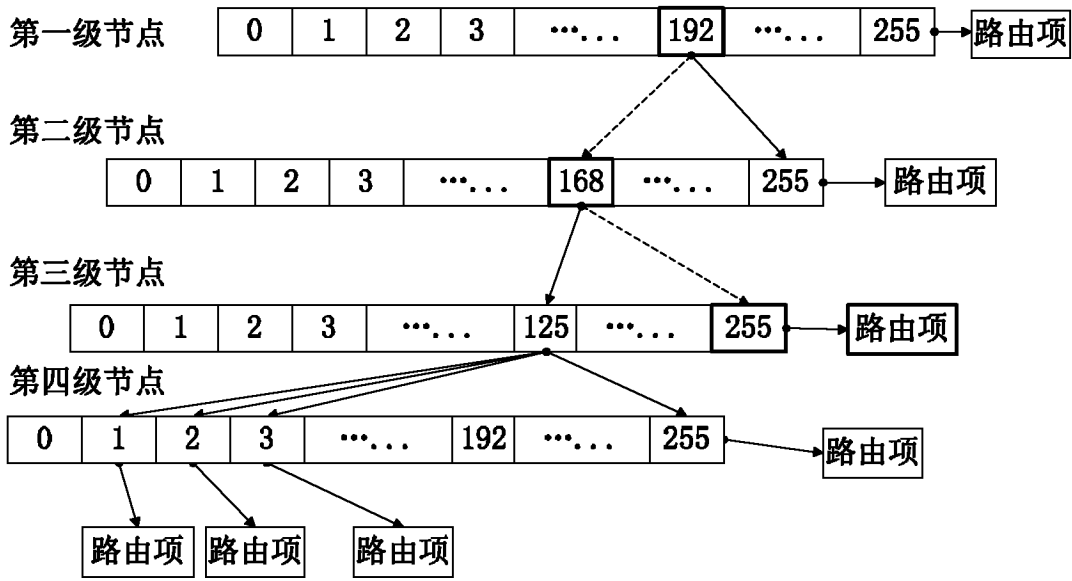 第一级节点 0 1 2 3 …... 192 …... 255 路由项
第二级节点
0 1 2 3 …... 168 …... 255 路由项
第三级节点
0 1 2 3 …... 125 …... 255 路由项
第四级节点
0 1 2 3 …... 192 …... 255 路由项
路由项 路由项 路由项